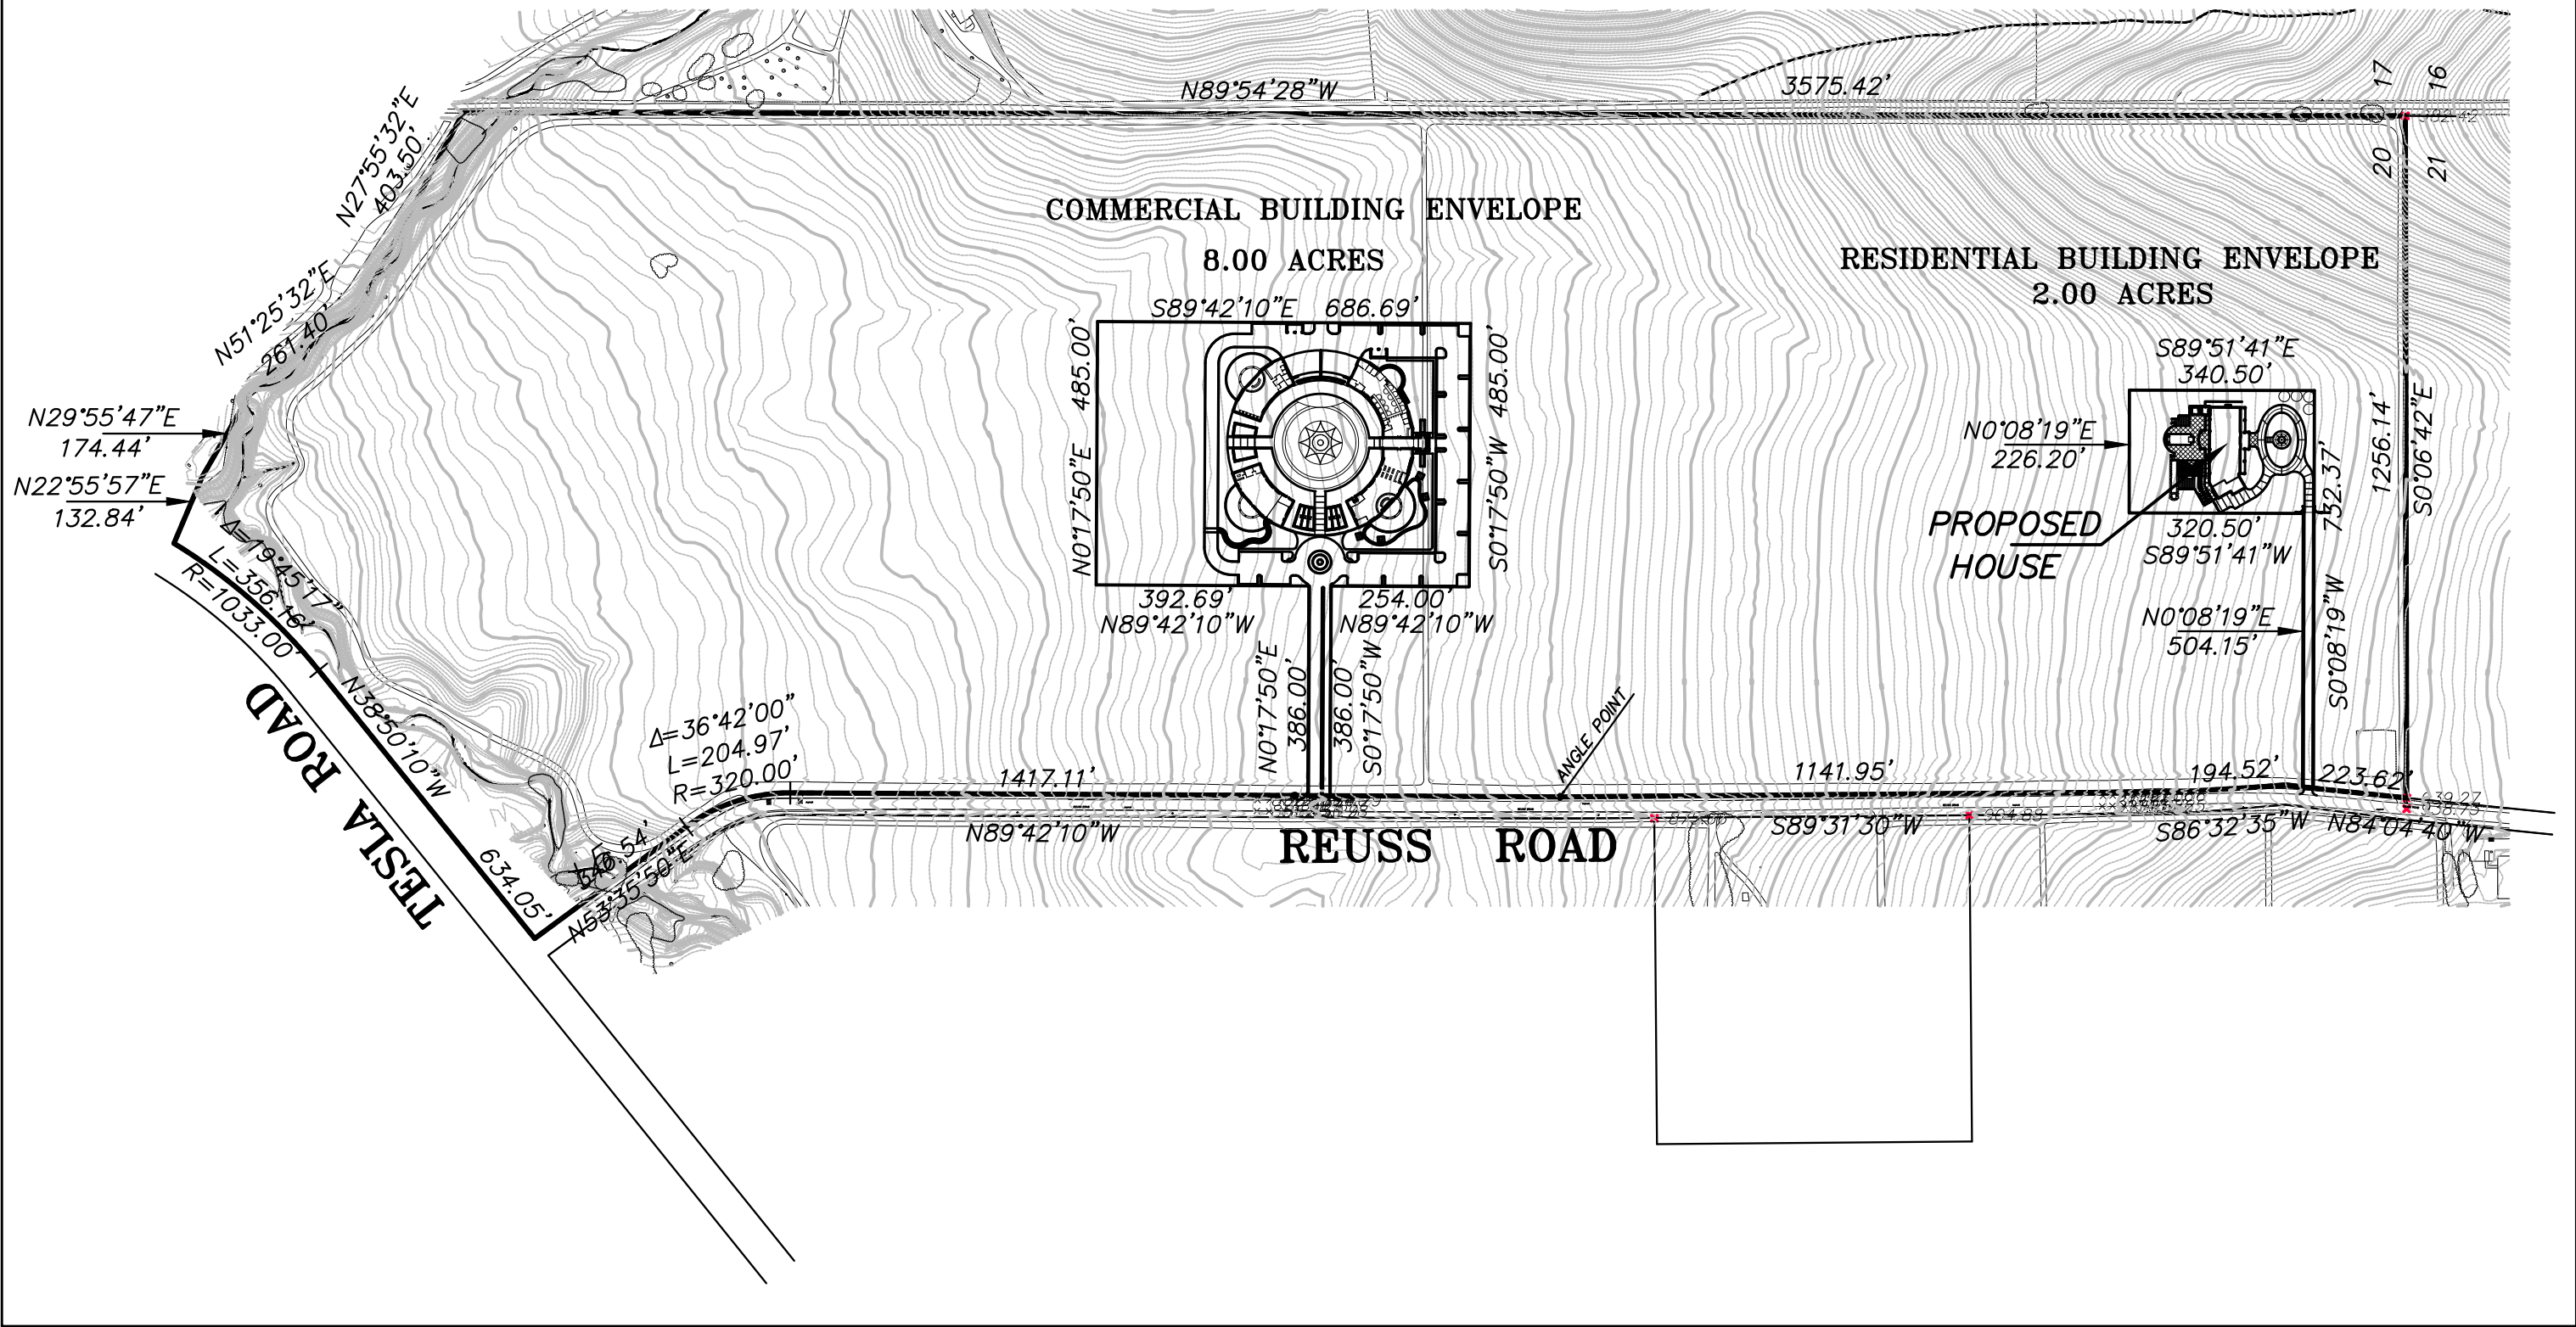 N89°54'28"W
3575.42'
17
16
20
21
N27°55'32"E
403.50'
COMMERCIAL BUILDING ENVELOPE
8.00 ACRES
RESIDENTIAL BUILDING ENVELOPE
2.00 ACRES
N51°25'32"E
261.40'
S89°42'10"E 686.69'
N0°17'50"E 485.00'
S0°17'50"W 485.00'
S89°51'41"E
340.50'
N29°55'47"E
174.44'
N22°55'57"E
132.84'
N0°08'19"E
226.20'
1256.14'
S0°06'42"E
732.37'
S0°08'19"W
PROPOSED
HOUSE
320.50'
S89°51'41"W
Δ=19°45'17"
L=356.16'
R=1033.00'
392.69'
N89°42'10"W
254.00'
N89°42'10"W
N0°08'19"E
504.15'
N0°17'50"E
386.00'
386.00'
S0°17'50"W
N38°50'10"W
634.05'
TESLA ROAD
Δ=36°42'00"
L=204.97'
R=320.00'
ANGLE POINT
1417.11'
1141.95'
194.52'
223.62'
639.27
346.54'
N53°35'50"E
N89°42'10"W
REUSS ROAD
S89°31'30"W
S86°32'35"W
N84°04'40"W